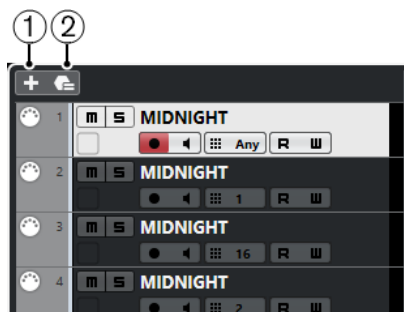 ① ②
1 m S MIDNIGHT
Any R W
2 m S MIDNIGHT
1 R W
3 m S MIDNIGHT
16 R W
4 m S MIDNIGHT
2 R W